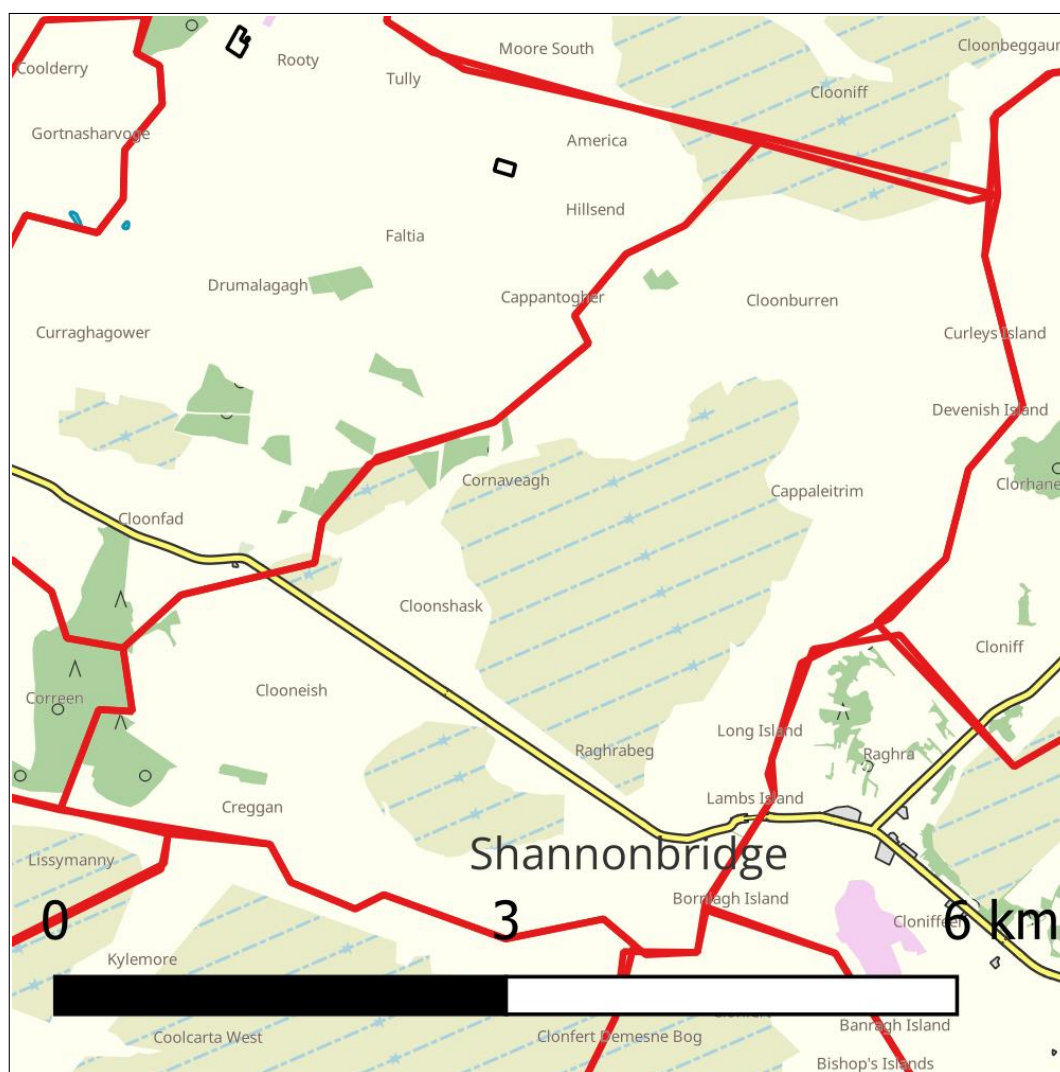 Moore South
Cloonbeggaun
Rooty
Coolderry
Tully
Clooniff
Gortnasharvoge
America
Hillsend
Faltia
Drumalagagh
Cappantogher
Cloonburren
Curraghagower
Curleys Island
Devenish Island
Cornaveagh
Clorhane
Cappaleitrim
Cloonfad
Cloonshask
Cloniff
Clooneish
Correen
Long Island
Raghrabeg
Raghra
Lambs Island
Creggan
Shannonbridge
Lissymanny
Bornlagh Island
0
3
6 km
Cloniffeen
Kylemore
Banragh Island
Coolcarta West
Clonfert Demesne Bog
Bishop's Islands